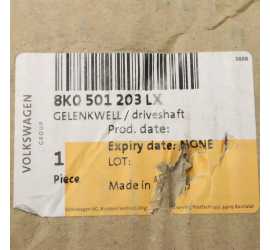 8K0 501 203 LX
GELENKWELL / driveshaft
Prod. date:
Expiry date: NONE
1
LOT:
Piece
Made in
VOLKSWAGEN
GROUP